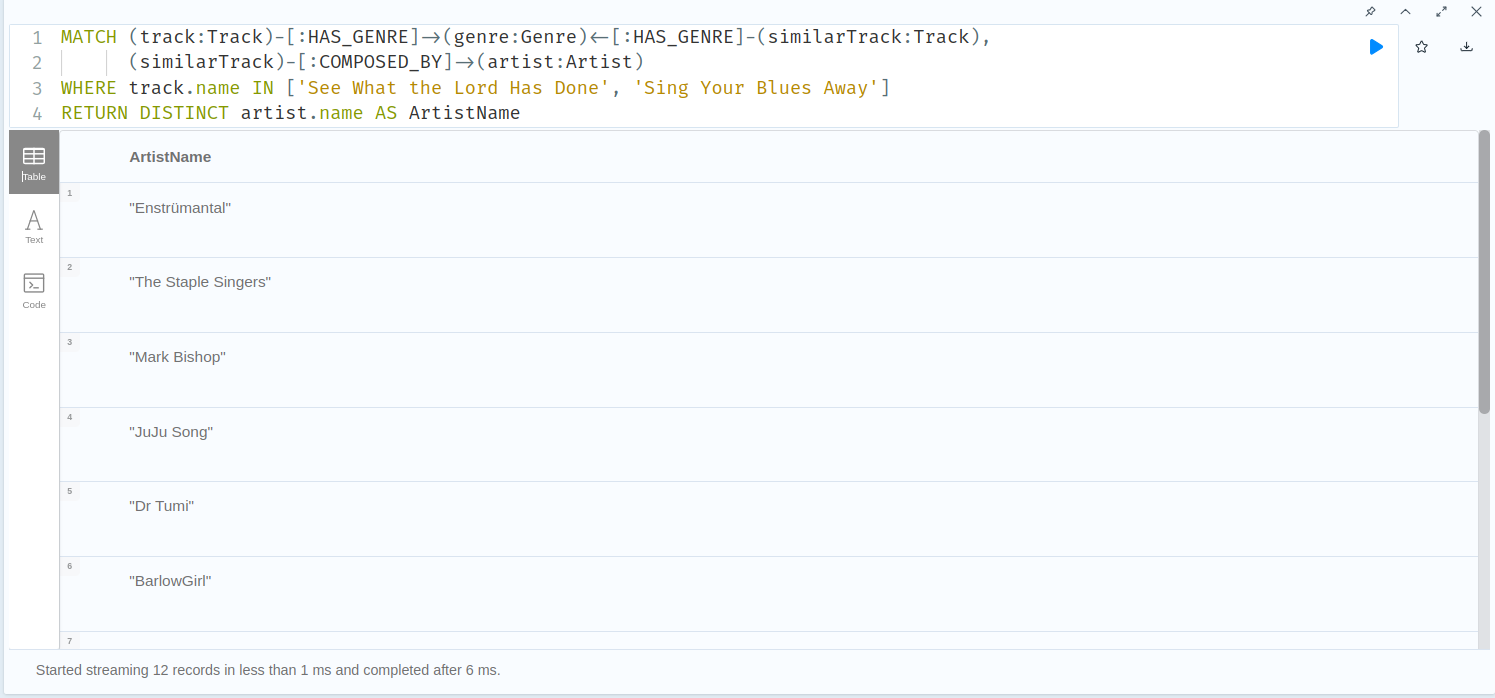 1 MATCH (track:Track)-[:HAS_GENRE]->(genre:Genre)<-[:HAS_GENRE]-(similarTrack:Track),
2 (similarTrack)-[:COMPOSED_BY]->(artist:Artist)
3 WHERE track.name IN ['See What the Lord Has Done', 'Sing Your Blues Away']
4 RETURN DISTINCT artist.name AS ArtistName
Table
Text
Code
ArtistName
1
"Enstrümantal"
2
"The Staple Singers"
3
"Mark Bishop"
4
"JuJu Song"
5
"Dr Tumi"
6
"BarlowGirl"
7
Started streaming 12 records in less than 1 ms and completed after 6 ms.